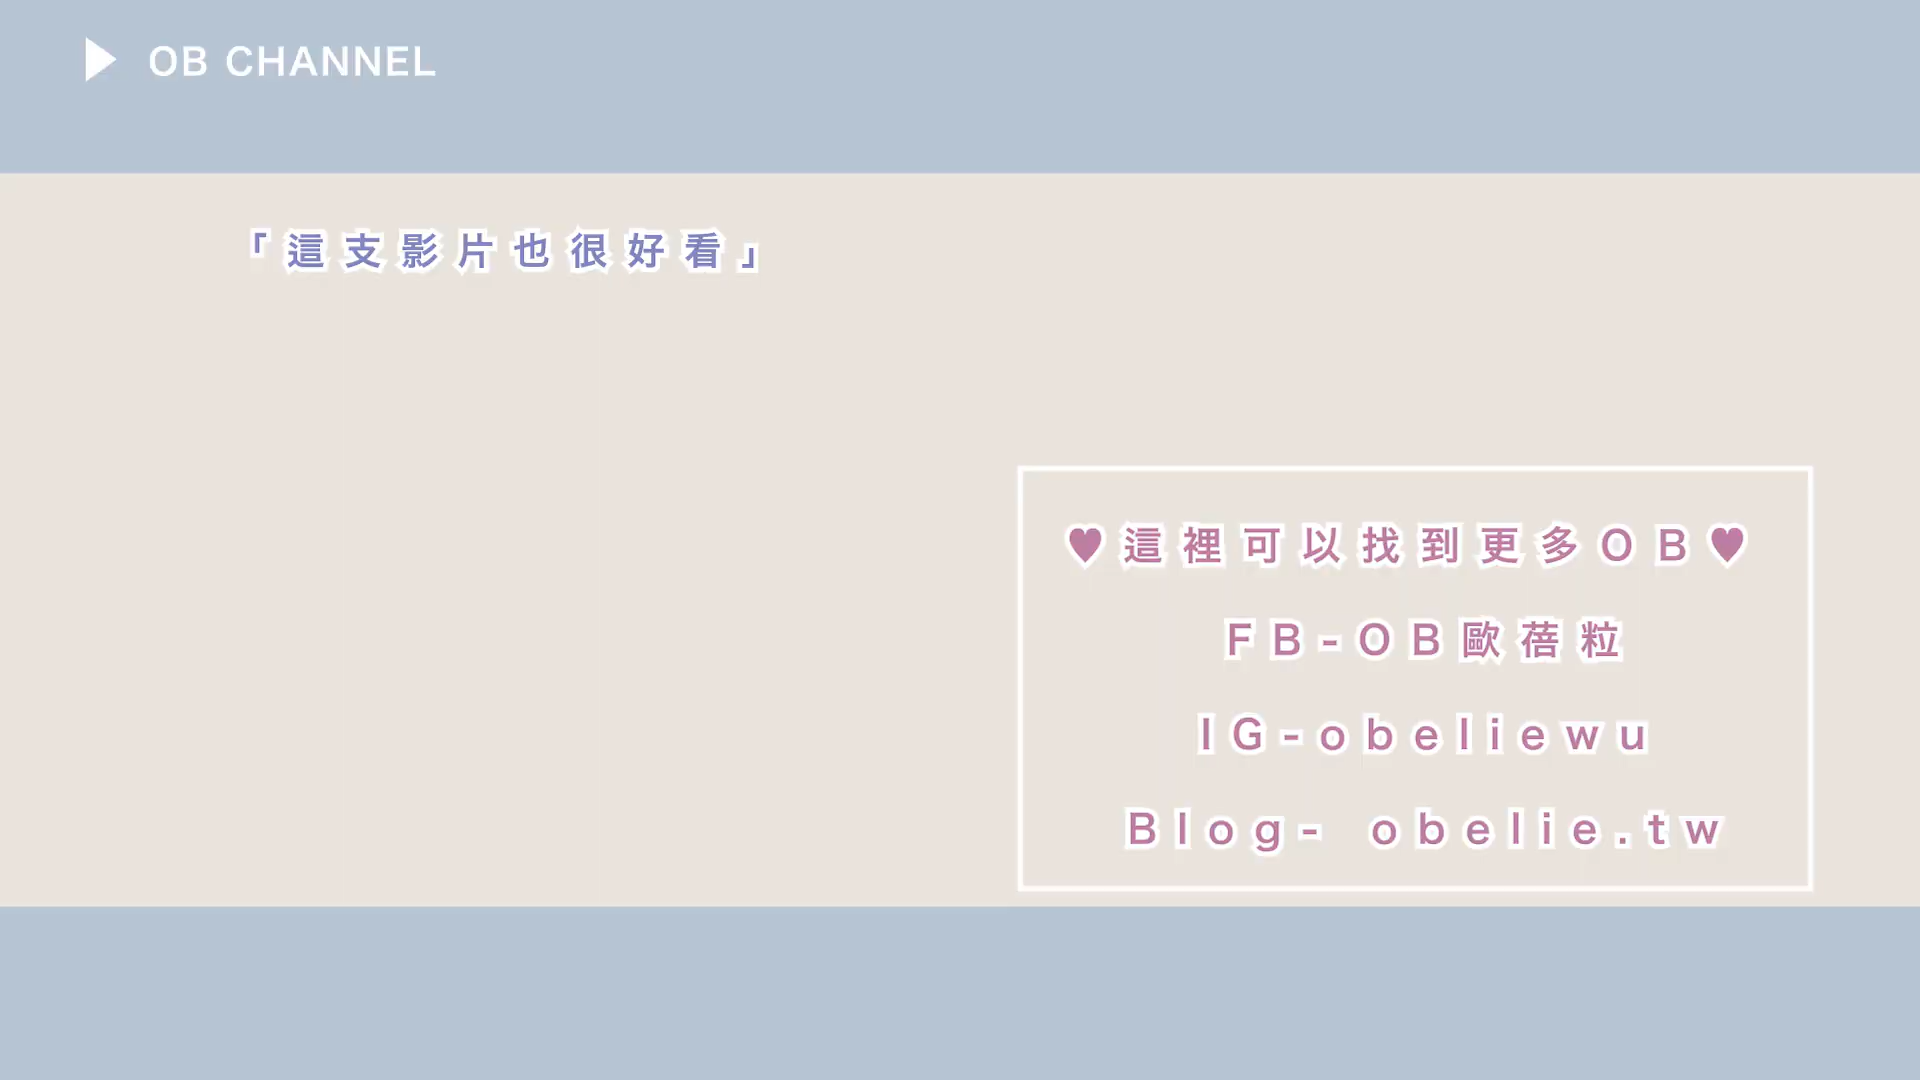 OB CHANNEL
「這支影片也很好看」
♥這裡可以找到更多OB♥
FB-OB歐蓓粒
IG-obeliewu
Blog- obelie.tw